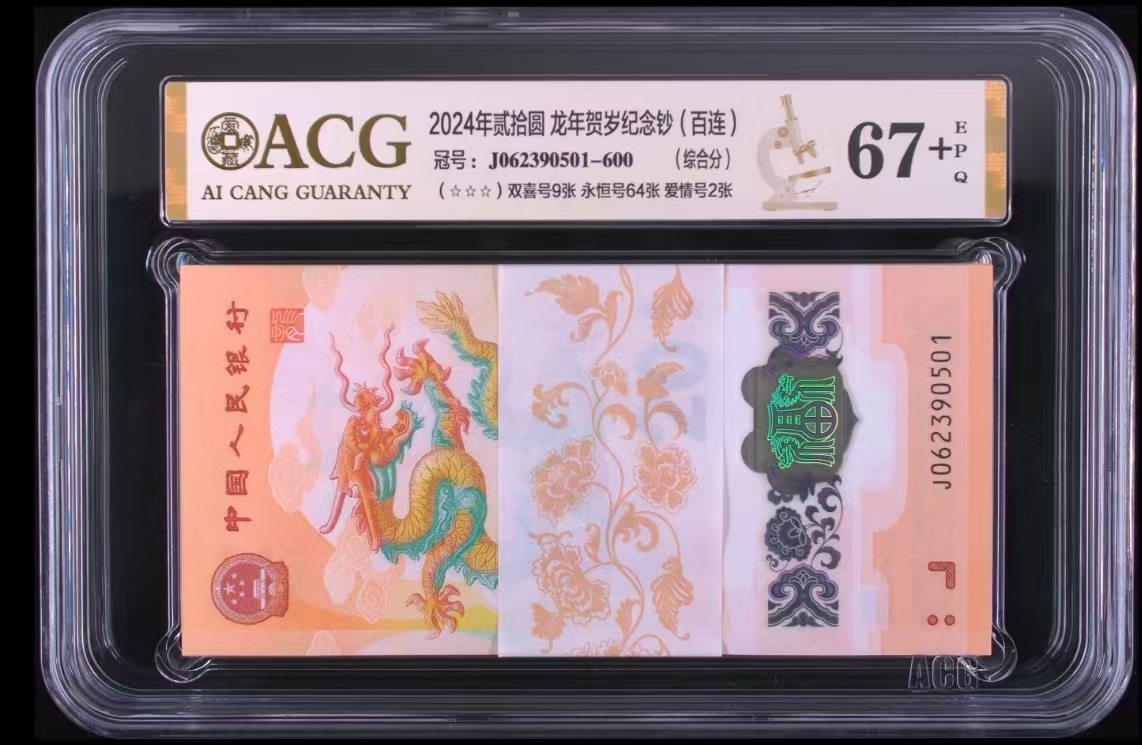 ACG
AI CANG GUARANTY
2024年贰拾圆 龙年贺岁纪念钞（百连）
冠号：J062390501-600 （综合分）
（☆☆☆）双喜号9张 永恒号64张 爱情号2张
67+
EPQ
中国人民银行
J062390501
ACG